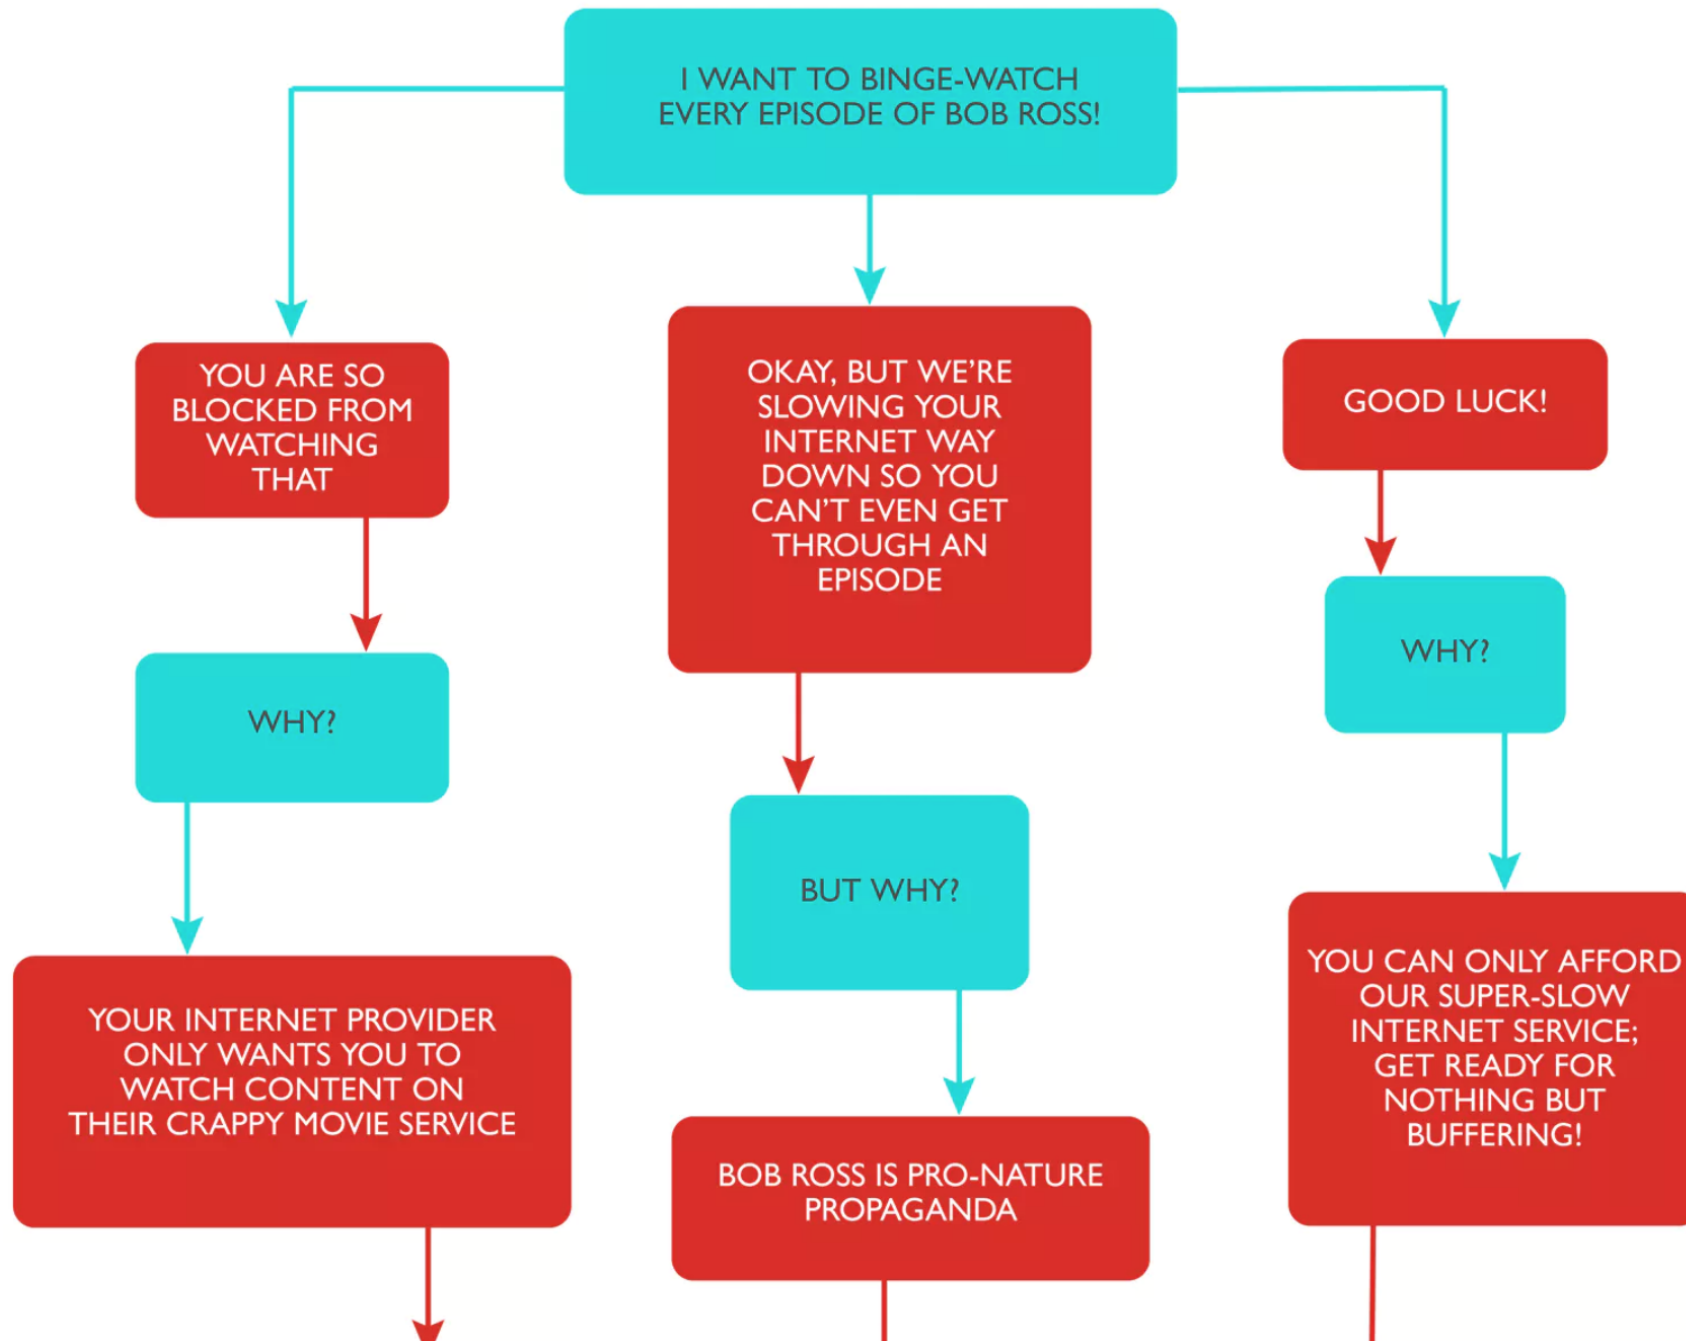 I WANT TO BINGE-WATCH
EVERY EPISODE OF BOB ROSS!
YOU ARE SO
BLOCKED FROM
WATCHING
THAT
OKAY, BUT WE'RE
SLOWING YOUR
INTERNET WAY
DOWN SO YOU
CAN'T EVEN GET
THROUGH AN
EPISODE
GOOD LUCK!
WHY?
WHY?
BUT WHY?
YOUR INTERNET PROVIDER
ONLY WANTS YOU TO
WATCH CONTENT ON
THEIR CRAPPY MOVIE SERVICE
BOB ROSS IS PRO-NATURE
PROPAGANDA
YOU CAN ONLY AFFORD
OUR SUPER-SLOW
INTERNET SERVICE;
GET READY FOR
NOTHING BUT
BUFFERING!